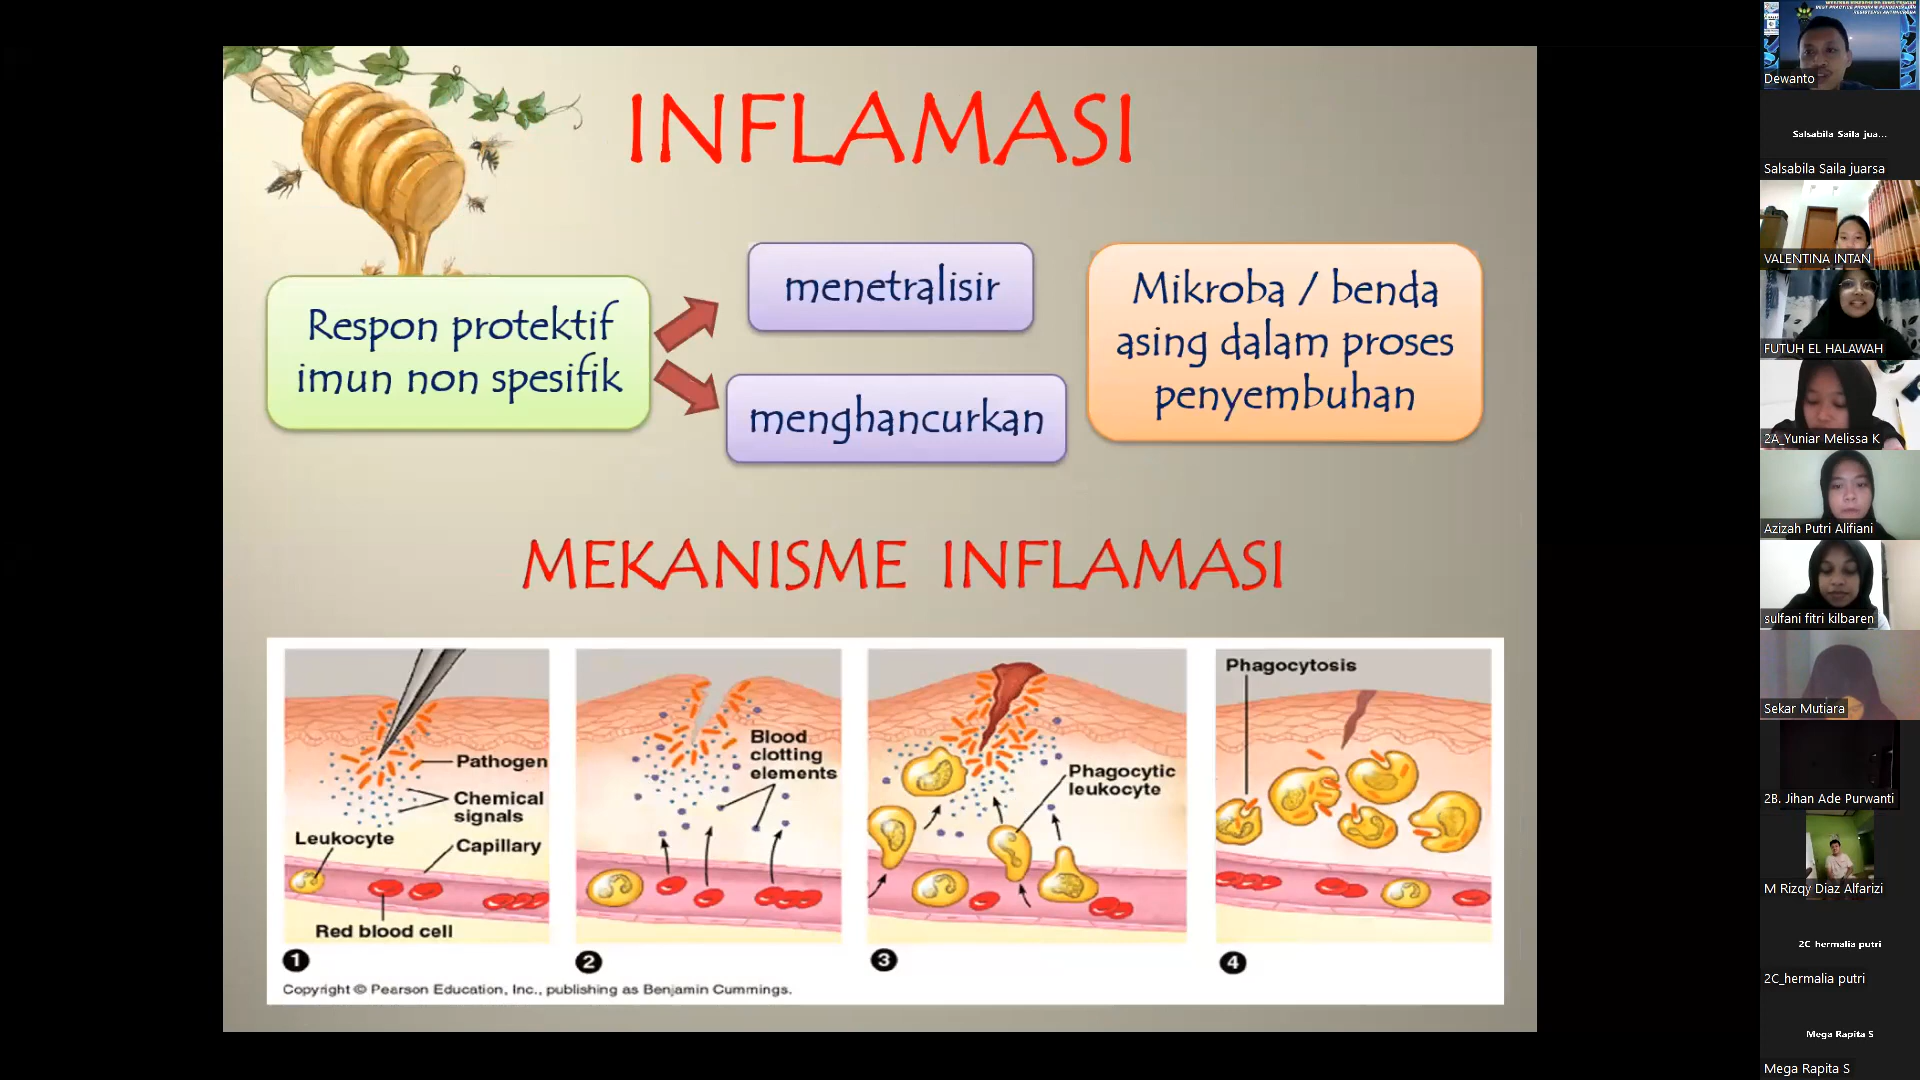 INFLAMASI
Respon protektif
imun non spesifik
menetralisir
menghancurkan
Mikroba / benda
asing dalam proses
penyembuhan
MEKANISME INFLAMASI
Pathogen
Chemical
signals
Leukocyte
Capillary
Red blood cell
1
Blood
clotting
elements
2
Phagocytic
leukocyte
3
Phagocytosis
4
Copyright © Pearson Education, Inc., publishing as Benjamin Cummings.
Dewanto
Salsabila Saila jua...
Salsabila Saila juarsa
VALENTINA INTAN
FUTUH EL HALAWAH
2A_Yuniar Melissa K
Azizah Putri Alifiani
sulfani fitri kilbaren
Sekar Mutiara
2B. Jihan Ade Purwanti
M Rizqy Diaz Alfarizi
2C hermalia putri
2C_hermalia putri
Mega Rapita S
Mega Rapita S